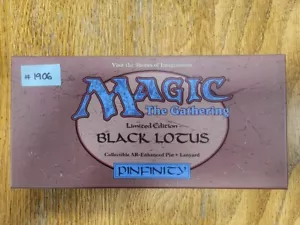 Visit the Shores of Imagination
# 1906
MAGIC
The Gathering
Limited Edition
BLACK LOTUS
Collectible AR-Enhanced Pin • Lanyard
PINFINITY